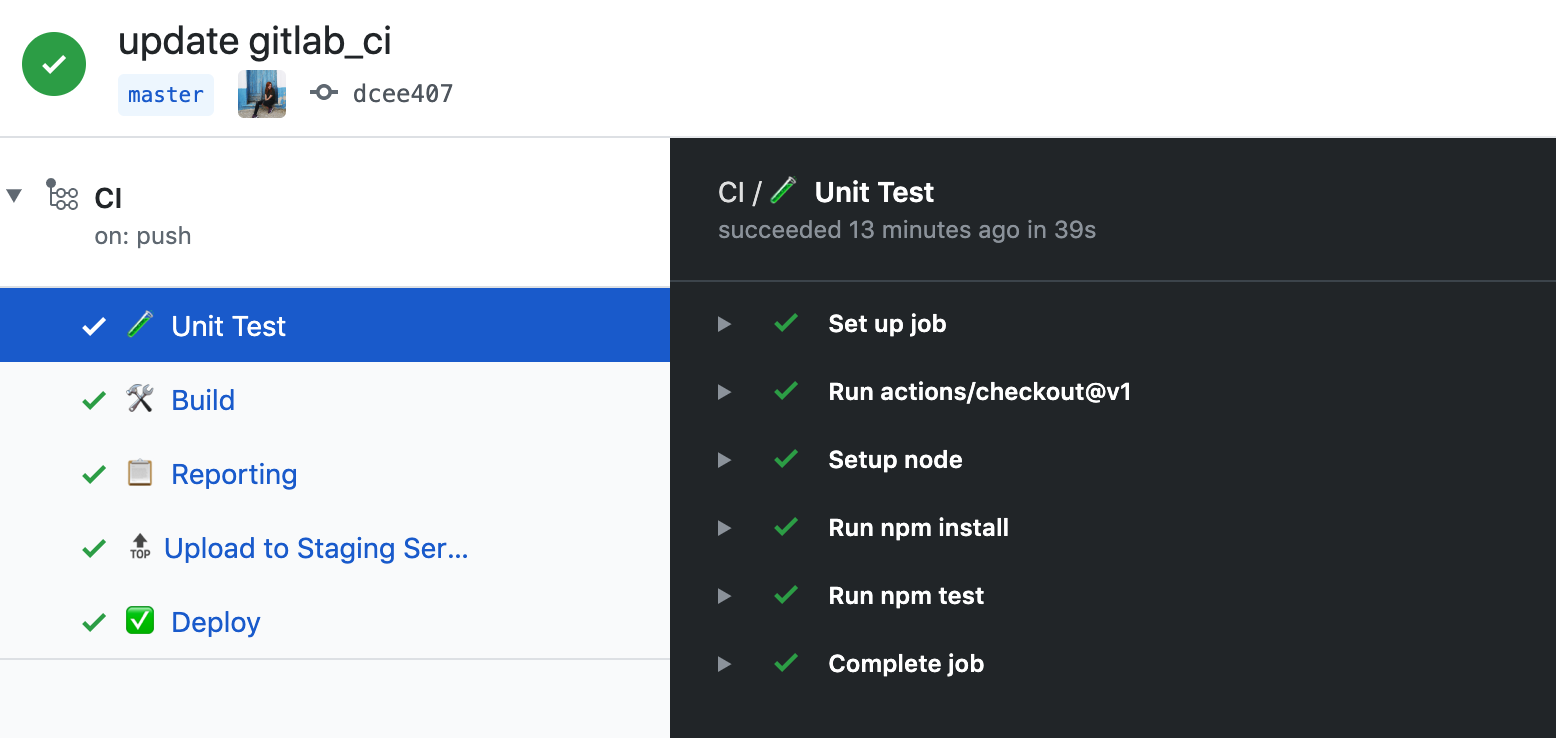 update gitlab_ci
master dcee407
CI
on: push
Unit Test
Build
Reporting
TOP Upload to Staging Ser...
Deploy
CI / Unit Test
succeeded 13 minutes ago in 39s
Set up job
Run actions/checkout@v1
Setup node
Run npm install
Run npm test
Complete job